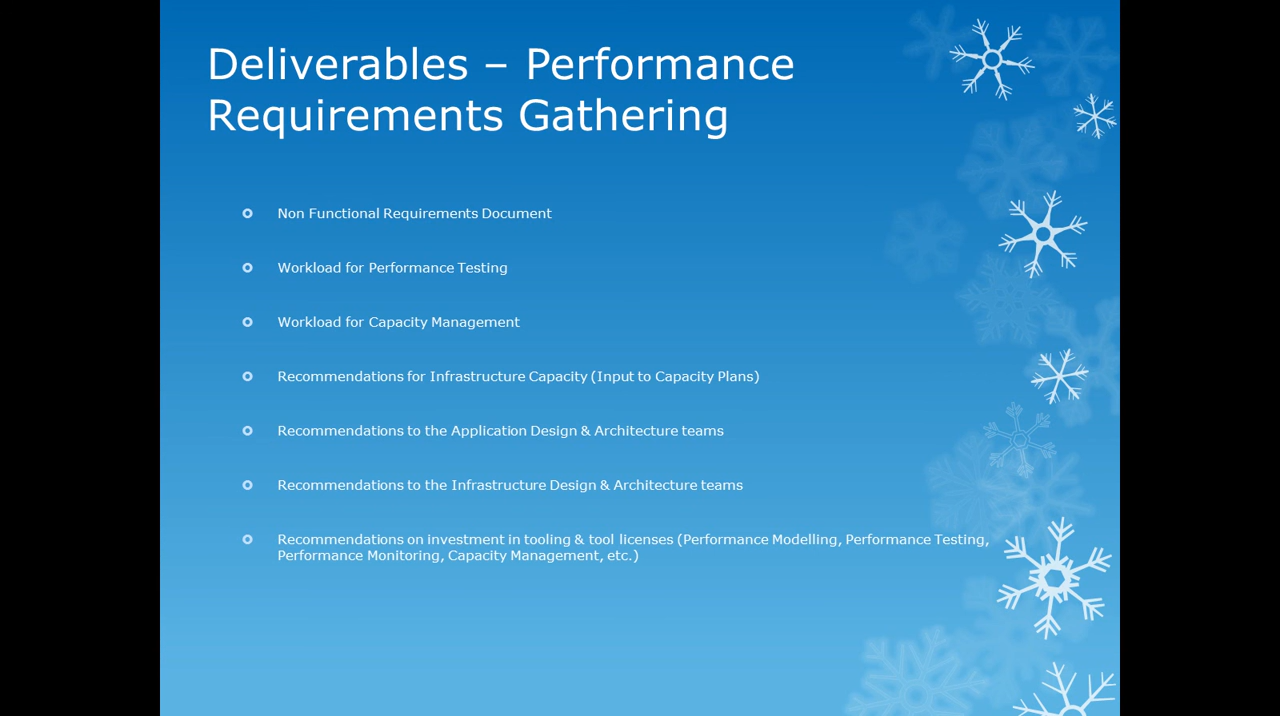 Deliverables – Performance
Requirements Gathering
Non Functional Requirements Document
Workload for Performance Testing
Workload for Capacity Management
Recommendations for Infrastructure Capacity (Input to Capacity Plans)
Recommendations to the Application Design & Architecture teams
Recommendations to the Infrastructure Design & Architecture teams
Recommendations on investment in tooling & tool licenses (Performance Modelling, Performance Testing,
Performance Monitoring, Capacity Management, etc.)